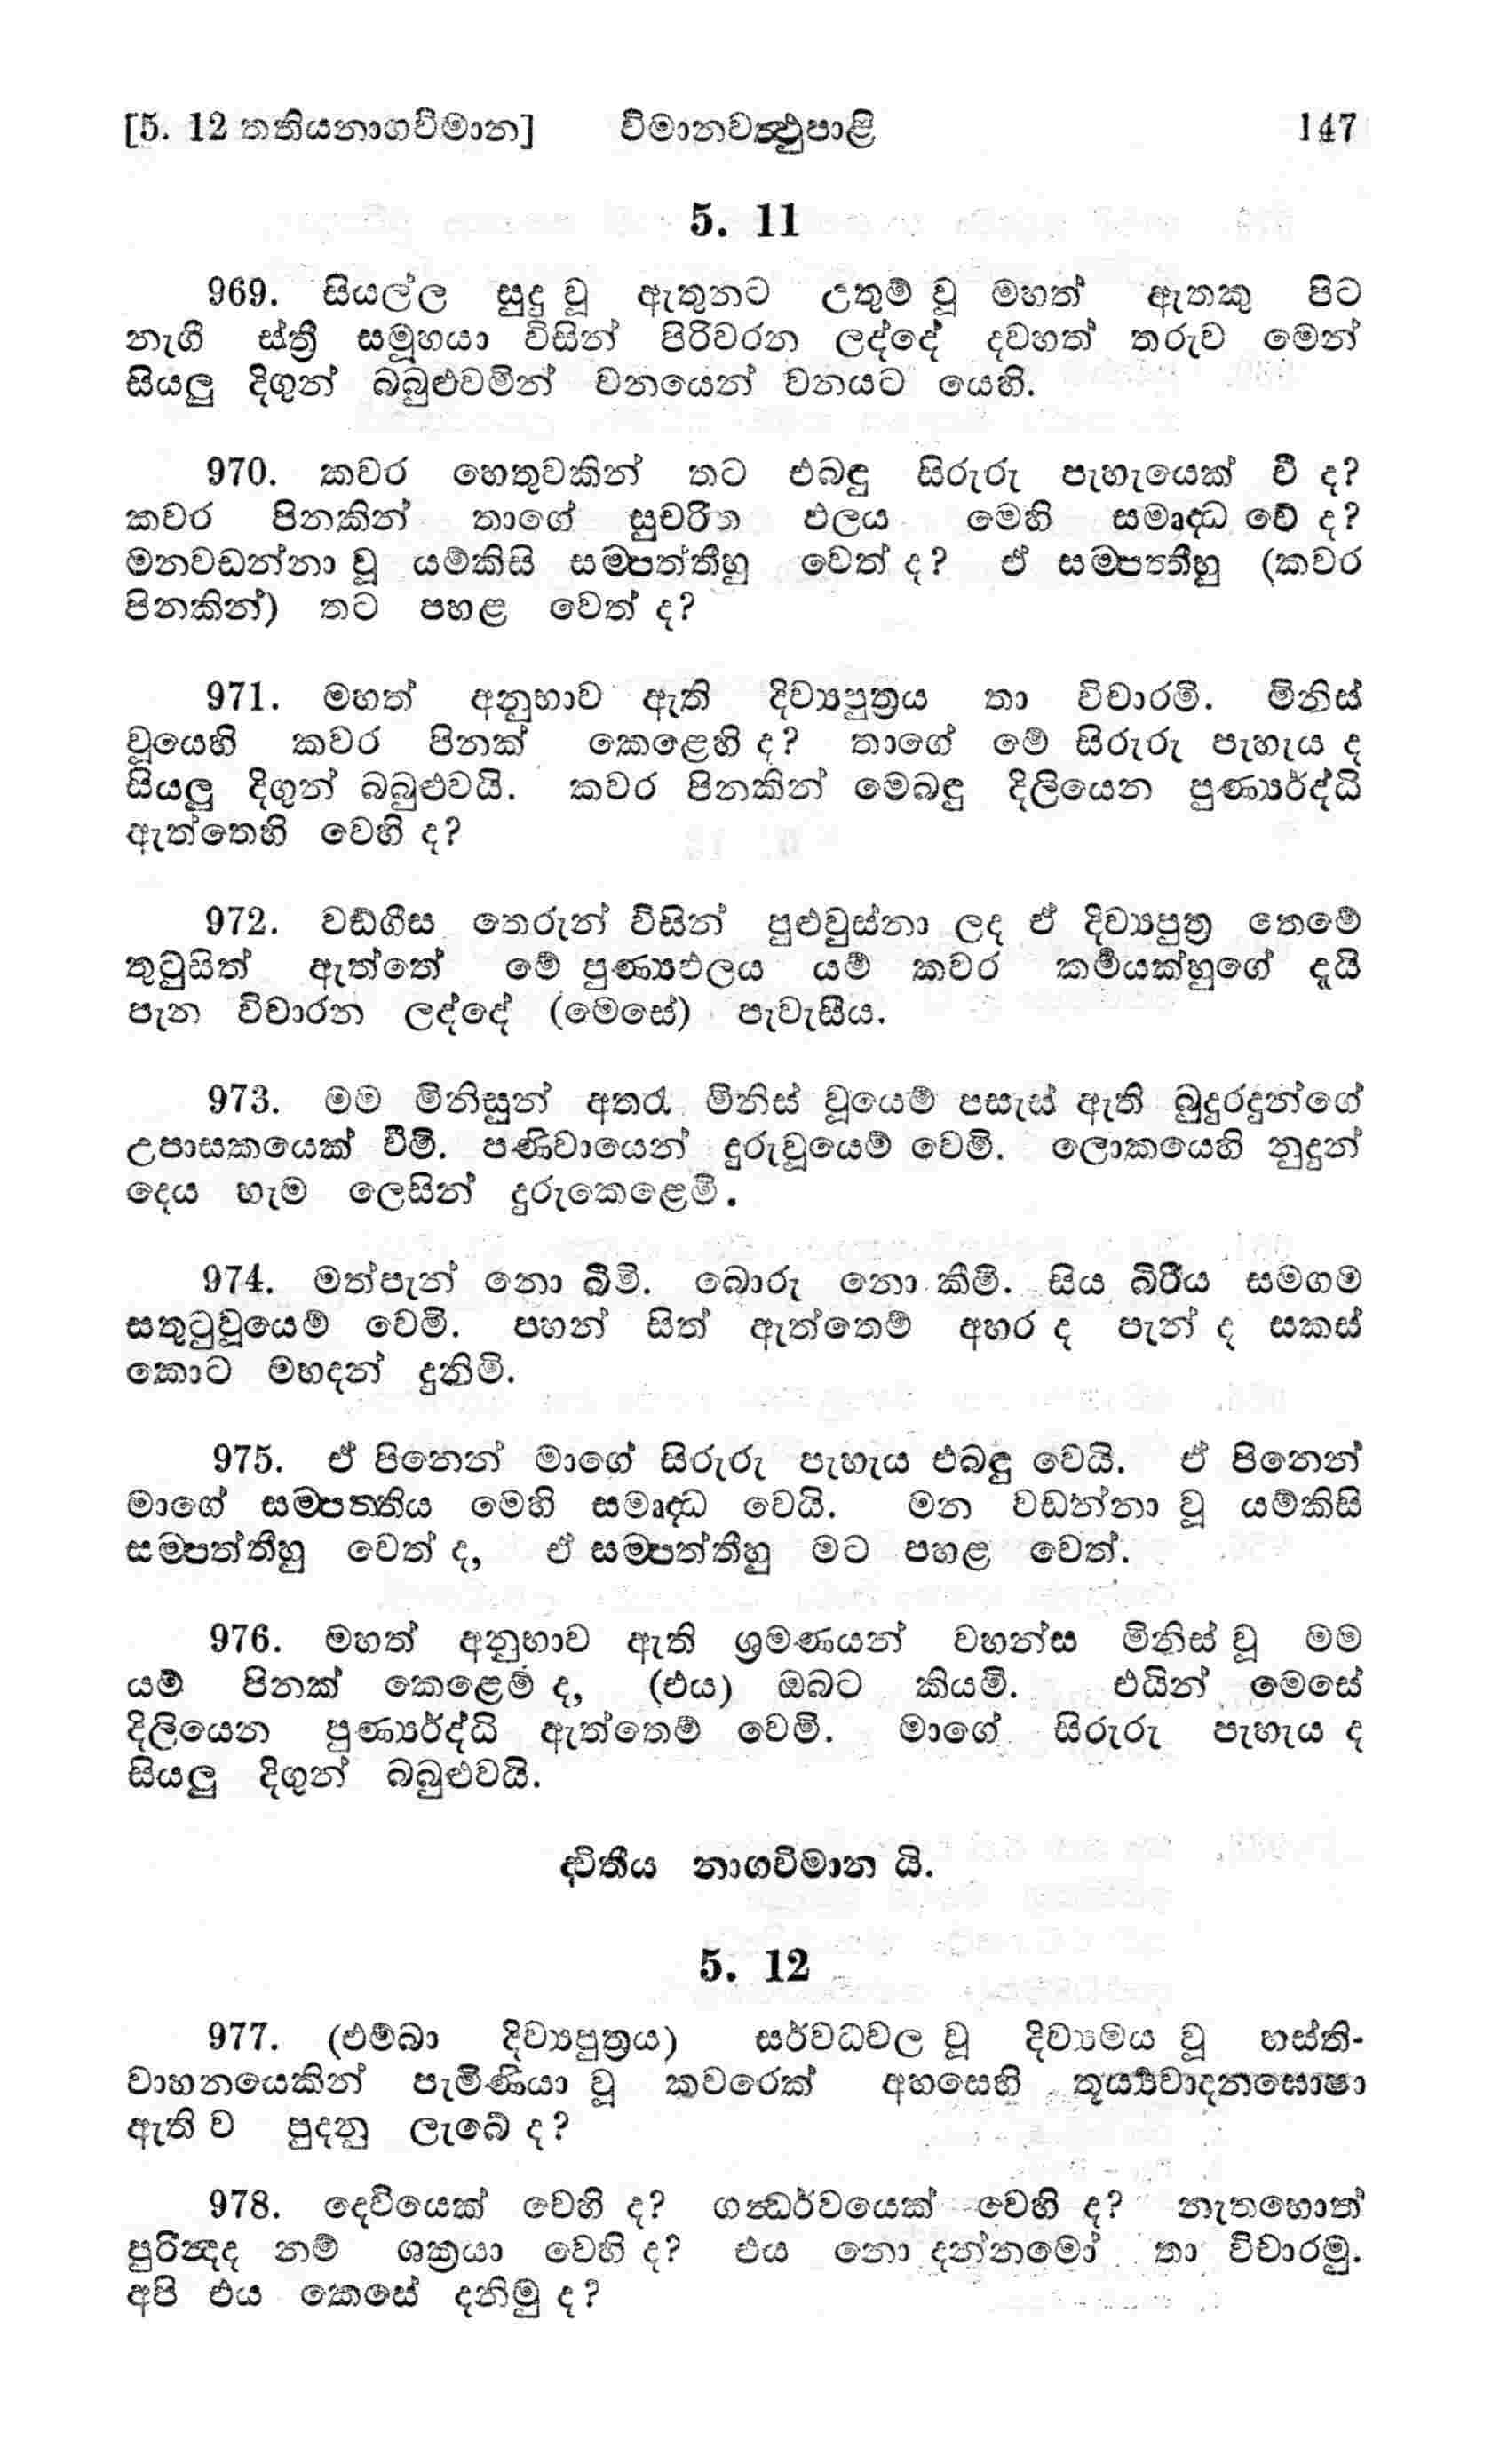 [5. 12 තතියනාගවිමාන] විමානවත්‍ථුපාළි 147
5. 11
969. සියල්ල සුදු වූ ඇතුනට උතුම් වූ මහත් ඇතකු පිට
නැගී ස්ත්‍රී සමූහයා විසින් පිරිවරන ලද්දේ දවහත් තරුව මෙන්
සියලු දිගුන් බබුළුවමින් වනයෙන් වනයට යෙහි.
970. කවර හෙතුවකින් තට එබඳු සිරුරු පැහැයෙක් වී ද?
කවර පිනකින් තාගේ සුචරිත ඵලය මෙහි සමෘද්ධ වේ ද?
මනවඩන්නා වූ යම්කිසි සම්පත්තීහු වෙත් ද? ඒ සම්පත්තීහු (කවර
පිනකින්) තට පහළ වෙත් ද?
971. මහත් අනුභාව ඇති දිව්‍යපුත්‍රය තා විචාරමි. මිනිස්
වූයෙහි කවර පිනක් කෙළෙහි ද? තාගේ මේ සිරුරු පැහැය ද
සියලු දිගුන් බබුළුවයි. කවර පිනකින් මෙබඳු දිලියෙන පුණ්‍යර්ද්ධි
ඇත්තෙහි වෙහි ද?
972. වඞ්ගීස තෙරුන් විසින් පුළුවුස්නා ලද ඒ දිව්‍යපුත්‍ර තෙමේ
තුටුසිත් ඇත්තේ මේ පුණ්‍යඵලය යම් කවර කර්‍මයක්හුගේ දැයි
පැන විචාරන ලද්දේ (මෙසේ) පැවැසීය.
973. මම මිනිසුන් අතරැ මිනිස් වූයෙම් පසැස් ඇති බුදුරදුන්ගේ
උපාසකයෙක් වීමි. පණිවායෙන් දුරුවූයෙම් වෙමි. ලොකයෙහි නුදුන්
දෙය හැම ලෙසින් දුරුකෙළෙමි.
974. මත්පැන් නො බීමි. බොරු නො කීමි. සිය බිරීය සමගම
සතුටුවූයෙම් වෙමි. පහන් සිත් ඇත්තෙම් අහර ද පැන් ද සකස්
කොට මහදන් දුනිමි.
975. ඒ පිනෙන් මාගේ සිරුරු පැහැය එබඳු වෙයි. ඒ පිනෙන්
මාගේ සම්පත්තිය මෙහි සමෘද්ධ වෙයි. මන වඩන්නා වූ යම්කිසි
සම්පත්තීහු වෙත් ද, ඒ සම්පත්තීහු මට පහළ වෙත්.
976. මහත් අනුභාව ඇති ශ්‍රමණයන් වහන්ස මිනිස් වූ මම
යම් පිනක් කෙළෙම් ද, (එය) ඔබට කියමි. එයින් මෙසේ
දිලියෙන පුණ්‍යර්ද්ධි ඇත්තෙම් වෙමි. මාගේ සිරුරු පැහැය ද
සියලු දිගුන් බබුළුවයි.
ද්විතීය නාගවිමාන යි.
5. 12
977. (එම්බා දිව්‍යපුත්‍රය) සර්වධවල වූ දිව්‍යමය වූ හස්ති-
වාහනයෙකින් පැමිණියා වූ කවරෙක් අහසෙහි තූර්‍ය්‍යවාදනඝොෂා
ඇති ව පුදනු ලැබේ ද?
978. දෙවියෙක් වෙහි ද? ගන්‍ධර්වයෙක් වෙහි ද? නැතහොත්
පුරින්‍දද නම් ශක්‍රයා වෙහි ද? එය නො දන්නමෝ තා විචාරමු.
අපි එය කෙසේ දනිමු ද?